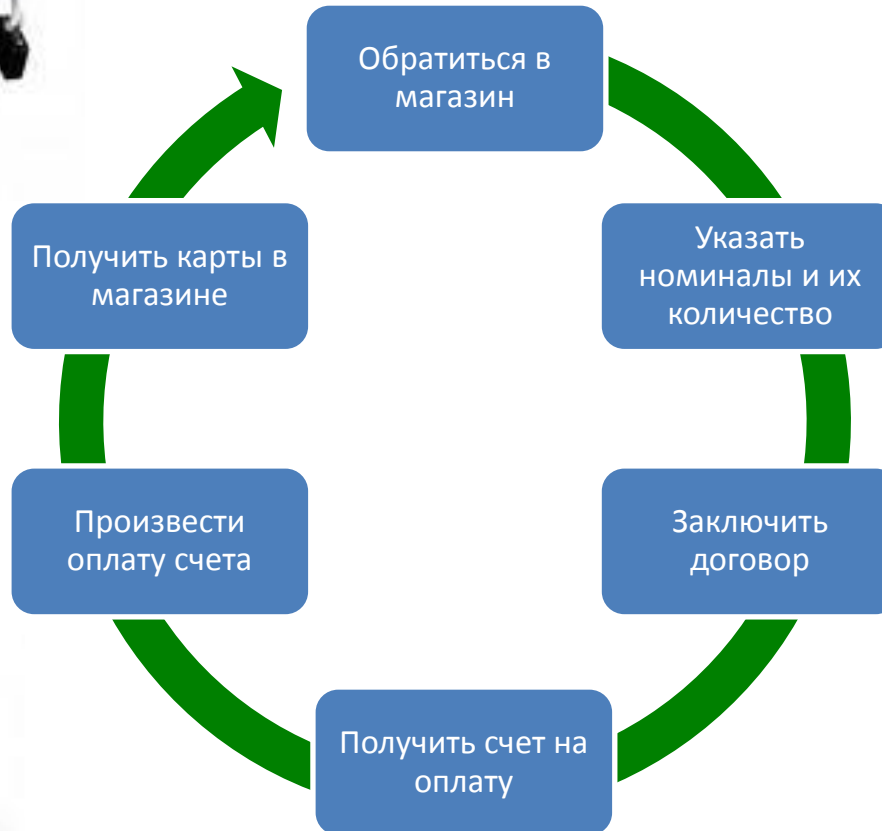 Обратиться в
магазин
Указать
номиналы и их
количество
Заключить
договор
Получить счет на
оплату
Произвести
оплату счета
Получить карты в
магазине